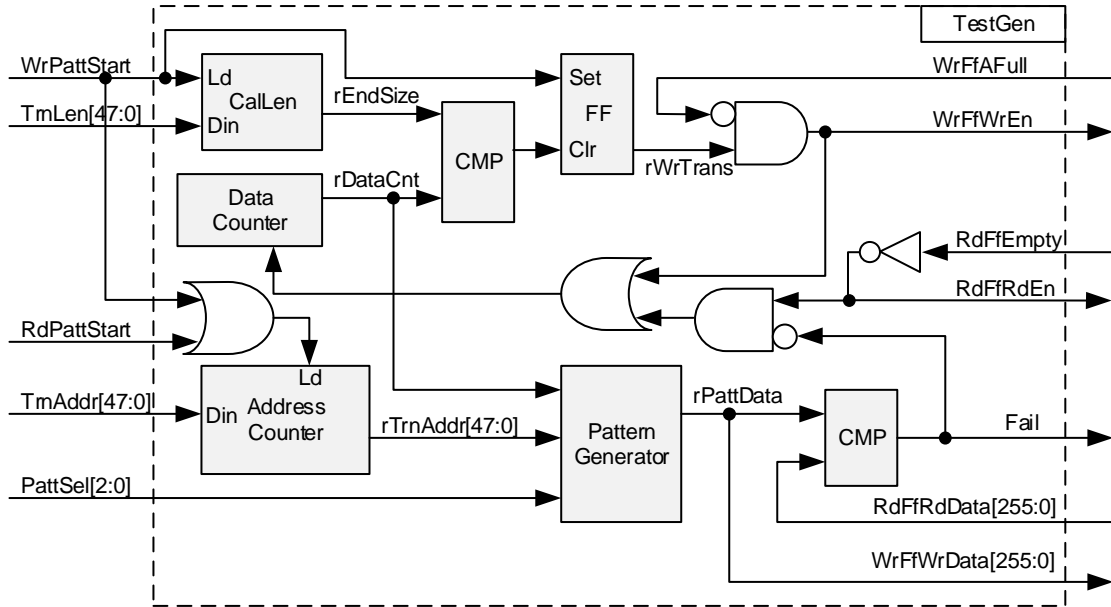 TestGen
WrPattStart
WrFfAFull
Ld
Set
CalLen
rEndSize
FF
TrnLen[47:0]
Din
WrFfWrEn
CMP
Clr
rWrTrans
rDataCnt
Data
Counter
RdFfEmpty
RdFfRdEn
RdPattStart
Ld
TrnAddr[47:0]
Din
Address
Counter
rTrnAddr[47:0]
Pattern
Generator
rPattData
CMP
Fail
PattSel[2:0]
RdFfRdData[255:0]
WrFfWrData[255:0]